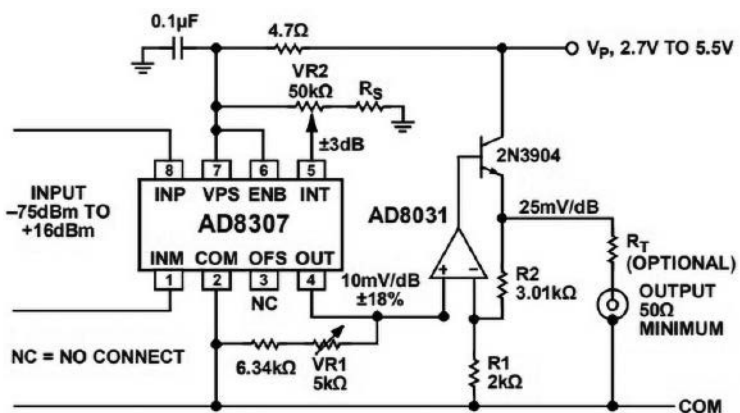 0.1µF
4.7Ω
VP, 2.7V TO 5.5V
VR2
50kΩ
RS
±3dB
2N3904
8
7
6
5
INP
VPS
ENB
INT
INPUT
–75dBm TO
+16dBm
AD8307
AD8031
25mV/dB
INM
COM
OFS
OUT
1
2
3
4
NC
10mV/dB
±18%
+
–
R2
3.01kΩ
RT
(OPTIONAL)
OUTPUT
50Ω
MINIMUM
NC = NO CONNECT
6.34kΩ
VR1
5kΩ
R1
2kΩ
COM